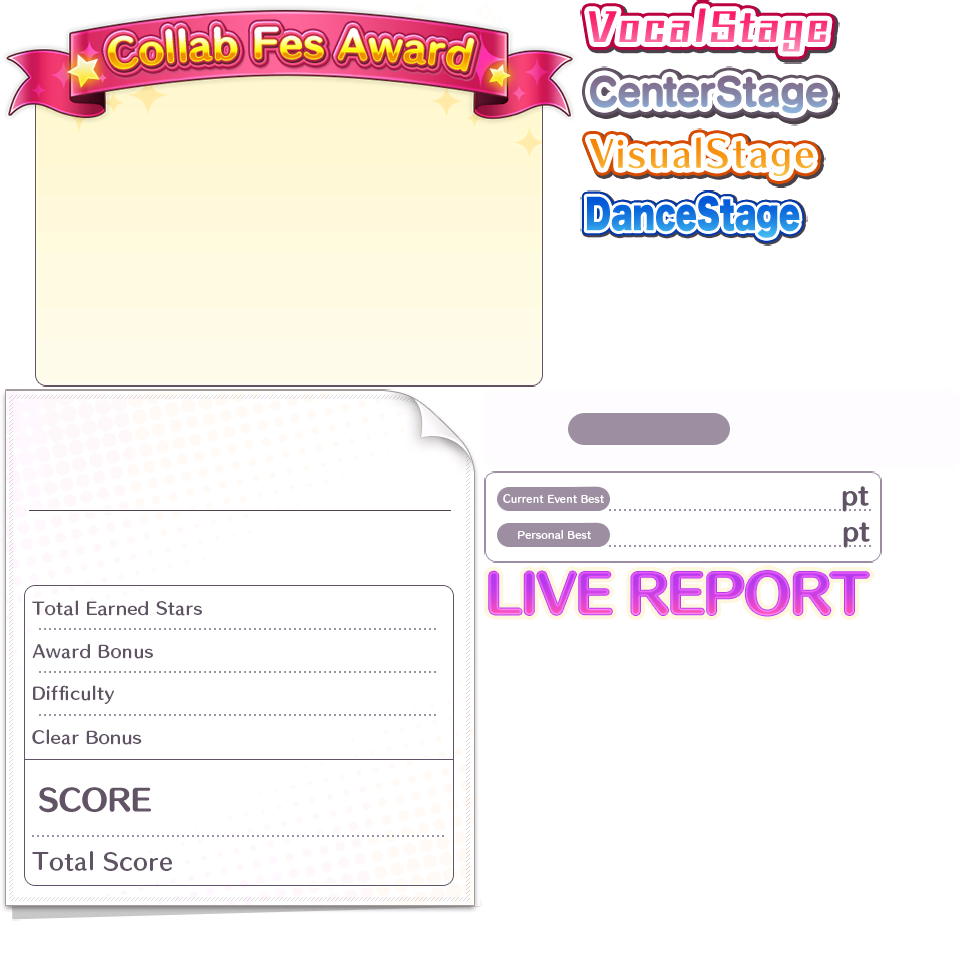 Collab Fes Award
VocalStage
CenterStage
VisualStage
DanceStage
Current Event Best pt
Personal Best pt
LIVE REPORT
Total Earned Stars
Award Bonus
Difficulty
Clear Bonus
SCORE
Total Score